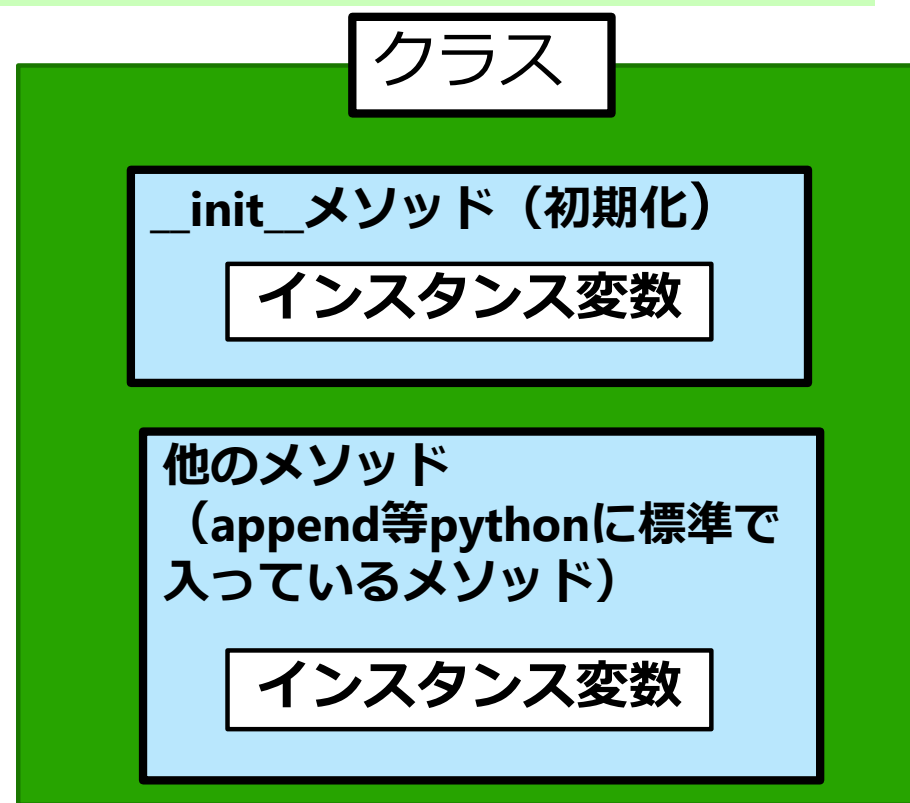 クラス
__init__メソッド（初期化）
インスタンス変数
他のメソッド
（append等pythonに標準で
入っているメソッド）
インスタンス変数